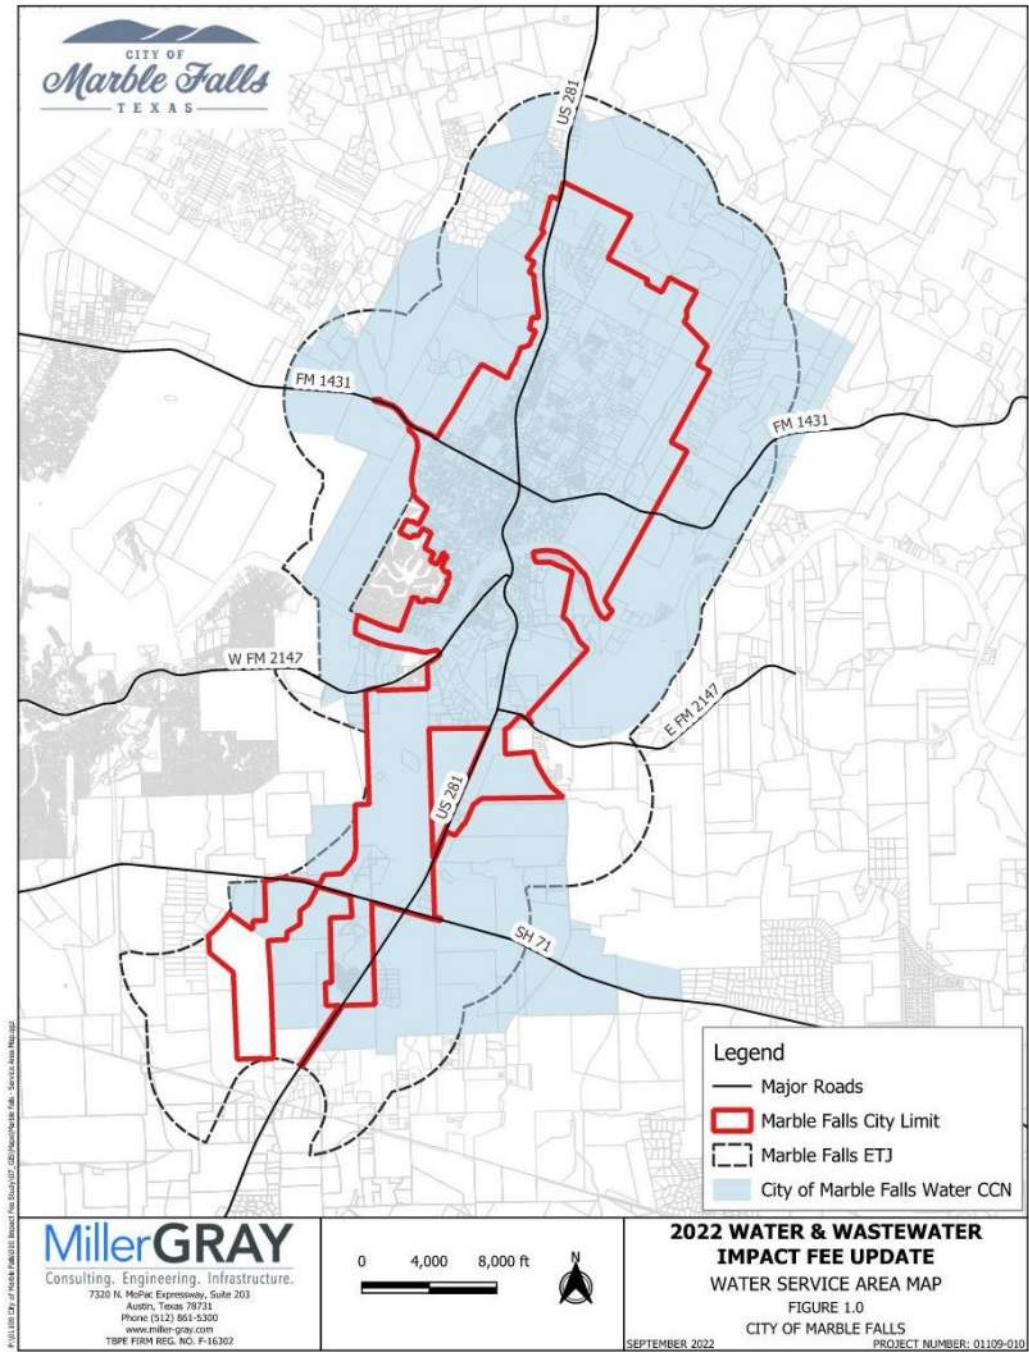 CITY OF
Marble Falls
TEXAS
US 281
FM 1431
FM 1431
W FM 2147
E FM 2147
US 281
SH 71
Legend
Major Roads
Marble Falls City Limit
Marble Falls ETJ
City of Marble Falls Water CCN
MillerGRAY
Consulting. Engineering. Infrastructure.
7320 N. MoPac Expressway, Suite 203
Austin, Texas 78731
Phone (512) 861-5300
www.miller-gray.com
TBPE FIRM REG. NO. F-16302
0 4,000 8,000 ft
N
2022 WATER & WASTEWATER
IMPACT FEE UPDATE
WATER SERVICE AREA MAP
FIGURE 1.0
CITY OF MARBLE FALLS
SEPTEMBER 2022 PROJECT NUMBER: 01109-010